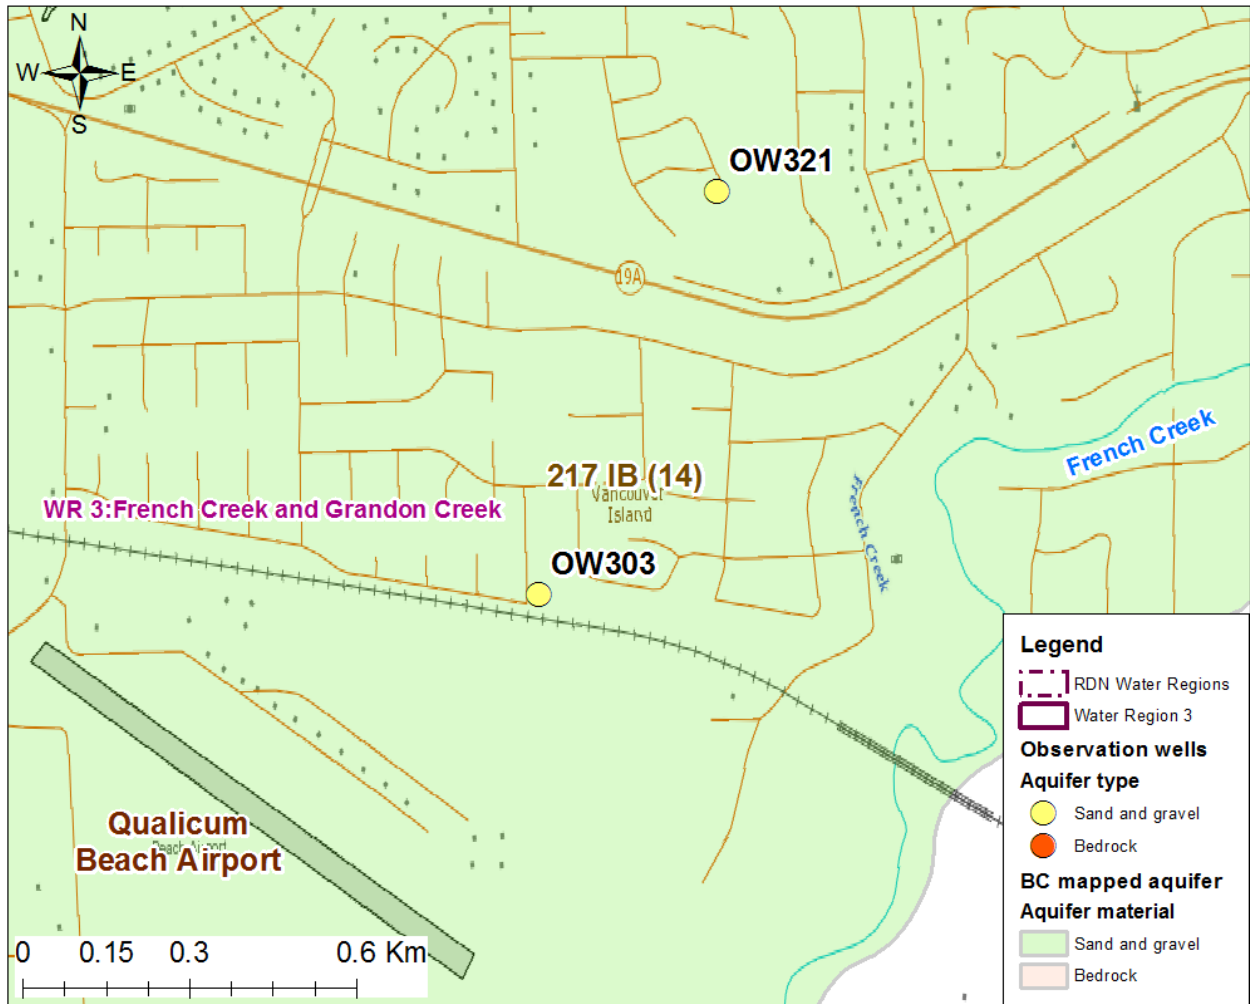 N
W E
S
OW321
19A
French Creek
217 IB (14)
Vancouver
Island
WR 3:French Creek and Grandon Creek
French Creek
OW303
Qualicum
Beach Airport
Beach Airport
0 0.15 0.3 0.6 Km
Legend
RDN Water Regions
Water Region 3
Observation wells
Aquifer type
Sand and gravel
Bedrock
BC mapped aquifer
Aquifer material
Sand and gravel
Bedrock